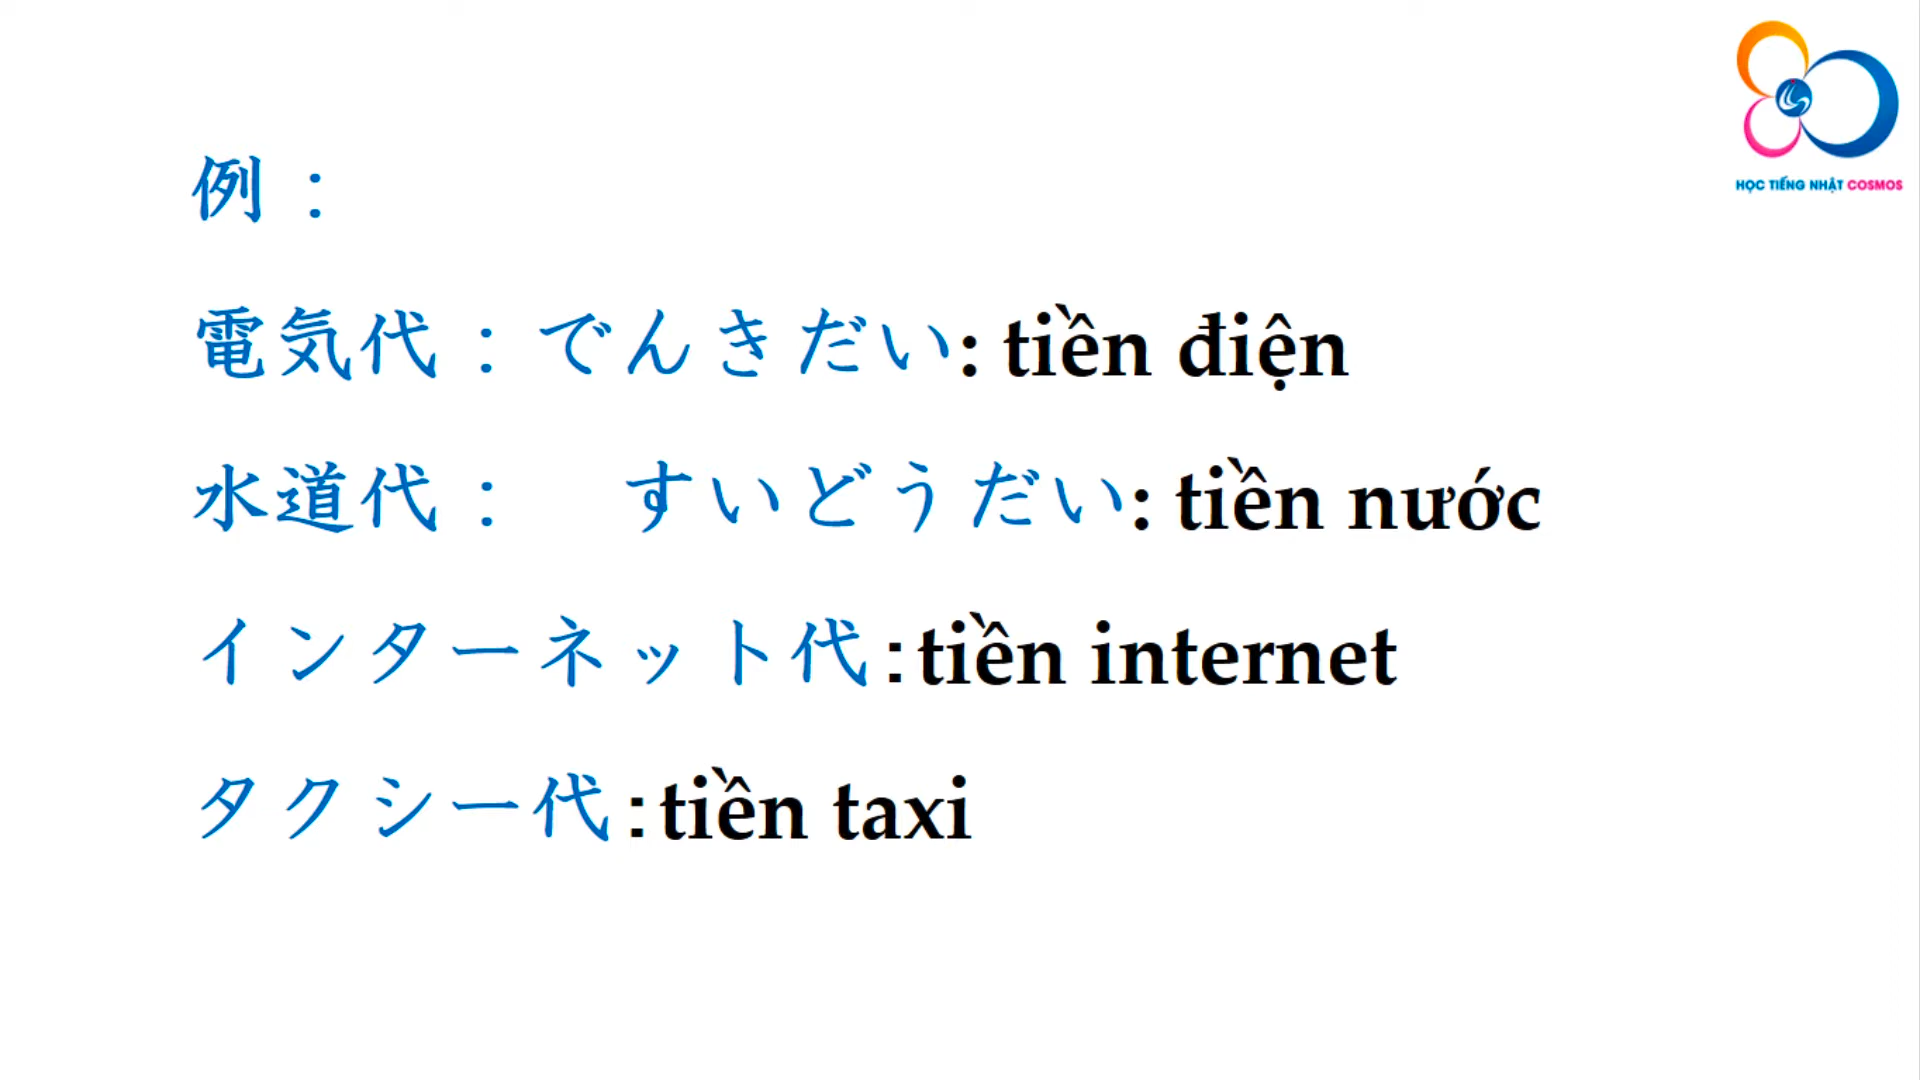 HỌC TIẾNG NHẬT COSMOS
例：
電気代：でんきだい: tiền điện
水道代：　すいどうだい: tiền nước
インターネット代:tiền internet
タクシー代:tiền taxi